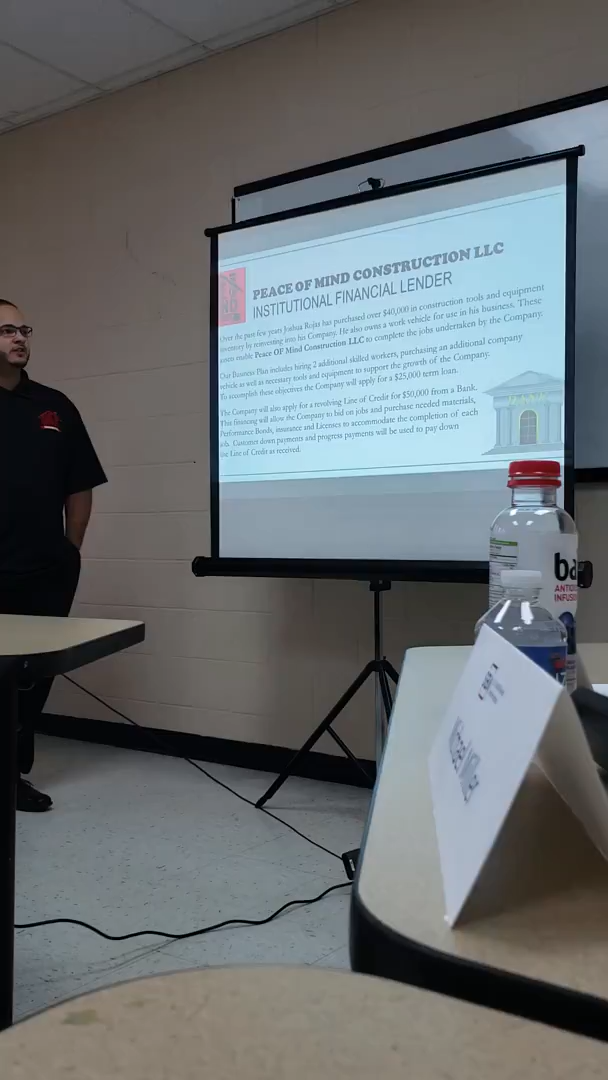 PEACE OF MIND CONSTRUCTION LLC
INSTITUTIONAL FINANCIAL LENDER
Over the past few years Joshua Rojas has purchased over $40,000 in construction tools and equipment
inventory by reinvesting into his Company. He also owns a work vehicle for use in his business. These
assets enable Peace OF Mind Construction LLC to complete the jobs undertaken by the Company.
Our Business Plan includes hiring 2 additional skilled workers, purchasing an additional company
vehicle as well as necessary tools and equipment to support the growth of the Company.
To accomplish these objectives the Company will apply for a $25,000 term loan.
The Company will also apply for a revolving Line of Credit for $50,000 from a Bank.
This financing will allow the Company to bid on jobs and purchase needed materials,
Performance Bonds, insurance and Licenses to accommodate the completion of each
job. Customer down payments and progress payments will be used to pay down
the Line of Credit as received.
BANK
ba
Miller